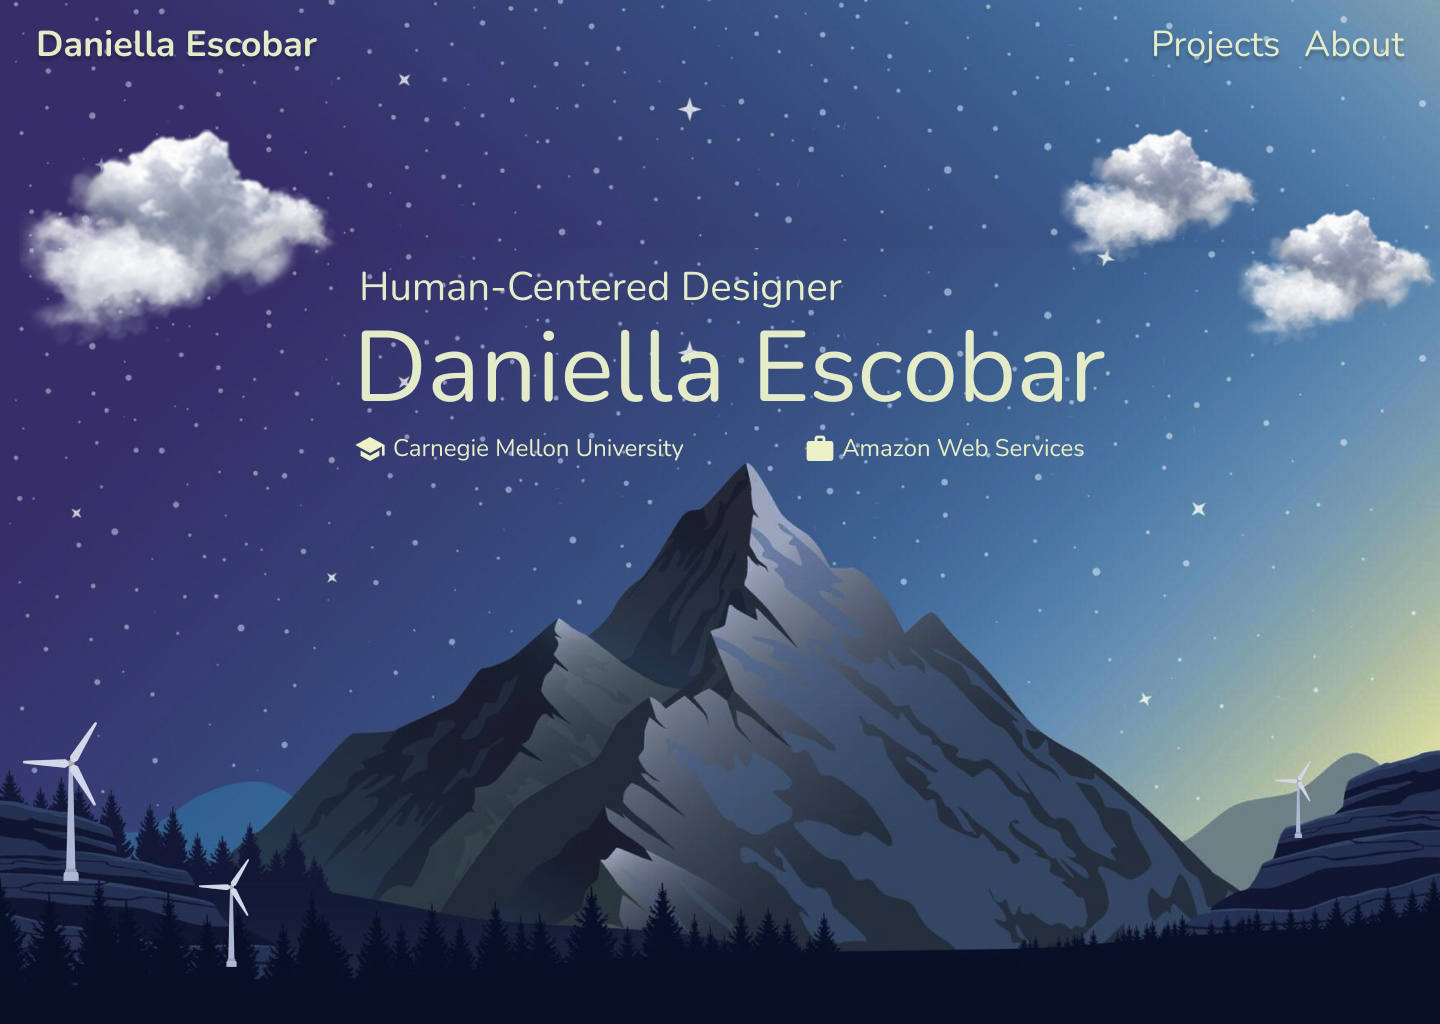 Daniella Escobar
Projects About
Human-Centered Designer
Daniella Escobar
Carnegie Mellon University
Amazon Web Services